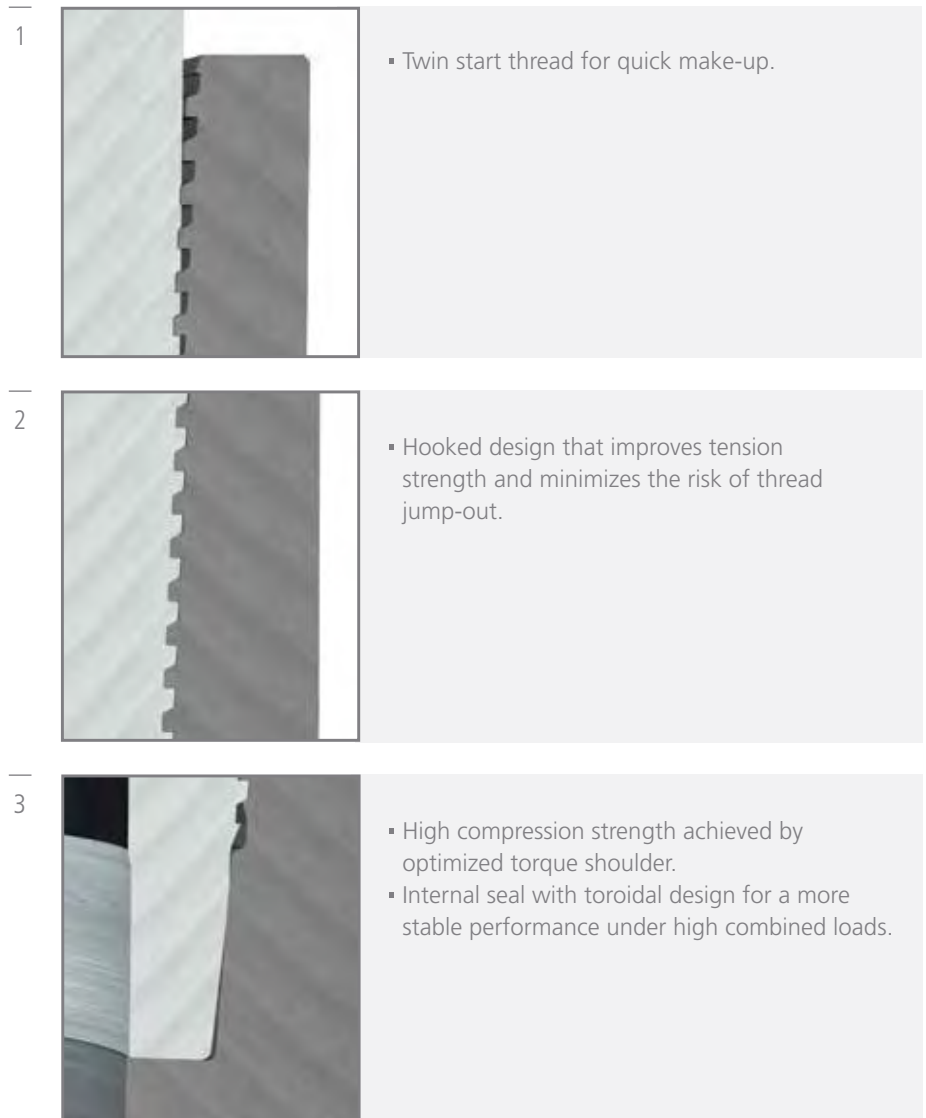 1
▪ Twin start thread for quick make-up.
2
▪ Hooked design that improves tension
strength and minimizes the risk of thread
jump-out.
3
▪ High compression strength achieved by
optimized torque shoulder.
▪ Internal seal with toroidal design for a more
stable performance under high combined loads.